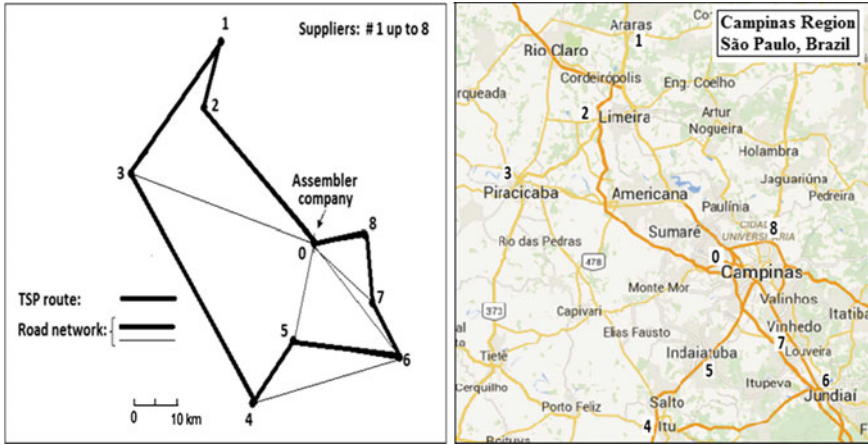 Suppliers: # 1 up to 8
1
2
3
Assembler
company
8
0
7
TSP route:
Road network:
5
6
4
0 10 km
Campinas Region
São Paulo, Brazil
Araras
1
Rio Claro
Cordeirópolis
Eng. Coelho
2
Limeira
Artur
Nogueira
Holambra
3
Piracicaba
Americana
Jaguariúna
Pedreira
Paulínia
Rio das Pedras
Sumaré
CIDADE
UNIVERSITÁRIA
8
478
0
Campinas
Monte Mor
Valinhos
373
Capivari
Itatiba
Elias Fausto
Vinhedo
Indaiatuba
7
Louveira
Tietê
5
Itupeva
6
Jundiaí
Cerquilho
Salto
Porto Feliz
4
Itu